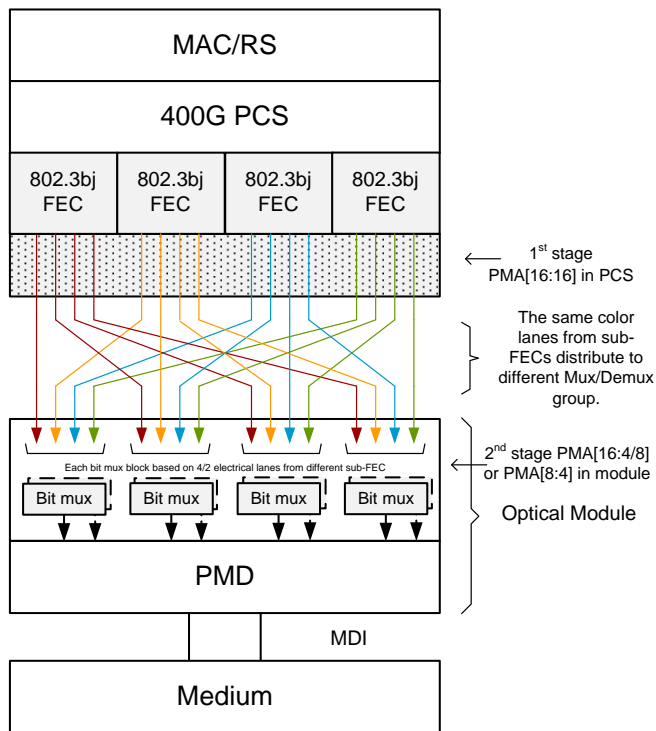 MAC/RS
400G PCS
802.3bj 802.3bj 802.3bj 802.3bj
FEC FEC FEC FEC
1st stage
PMA[16:16] in PCS
The same color
lanes from sub-
FECs distribute to
different Mux/Demux
group.
2nd stage PMA[16:4/8]
or PMA[8:4] in module
Each bit mux block based on 4/2 electrical lanes from different sub-FEC
Bit mux Bit mux Bit mux Bit mux
Optical Module
PMD
MDI
Medium